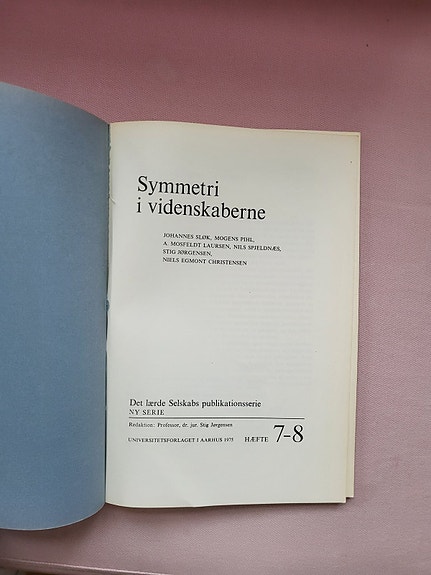 Symmetri
i videnskaberne
JOHANNES SLØK, MOGENS PIHL,
A. MOSFELDT LAURSEN, NILS SPJELDNÆS,
STIG JØRGENSEN,
NIELS EGMONT CHRISTENSEN
Det lærde Selskabs publikationsserie
NY SERIE
Redaktion: Professor, dr. jur. Stig Jørgensen
UNIVERSITETSFORLAGET I AARHUS 1975 HÆFTE 7-8